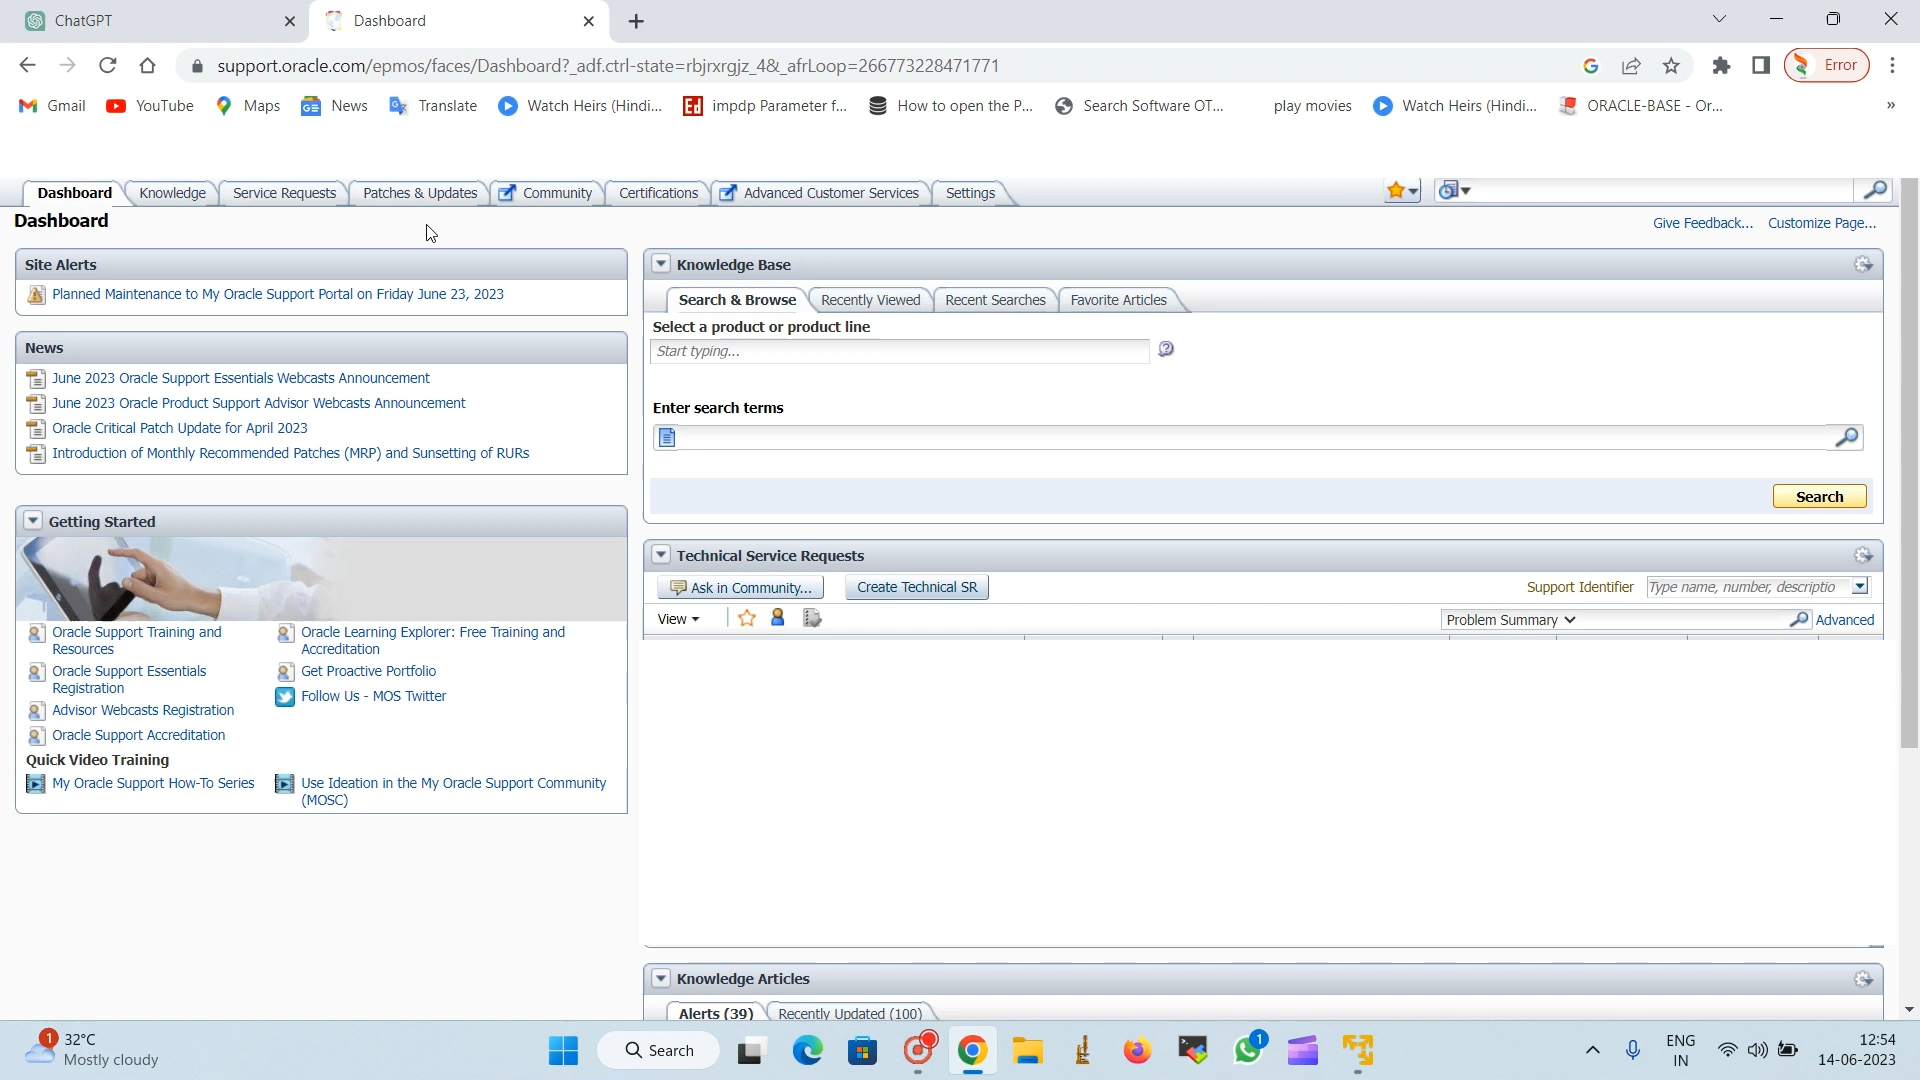 ChatGPT
Dashboard
support.oracle.com/epmos/faces/Dashboard?_adf.ctrl-state=rbjrxrgjz_4&_afrLoop=266773228471771
Error
Gmail
YouTube
Maps
News
Translate
Watch Heirs (Hindi...
impdp Parameter f...
How to open the P...
Search Software OT...
play movies
Watch Heirs (Hindi...
ORACLE-BASE - Or...
»
Dashboard
Knowledge
Service Requests
Patches & Updates
Community
Certifications
Advanced Customer Services
Settings
Dashboard
Give Feedback...
Customize Page...
Site Alerts
Planned Maintenance to My Oracle Support Portal on Friday June 23, 2023
News
June 2023 Oracle Support Essentials Webcasts Announcement
June 2023 Oracle Product Support Advisor Webcasts Announcement
Oracle Critical Patch Update for April 2023
Introduction of Monthly Recommended Patches (MRP) and Sunsetting of RURs
Getting Started
Oracle Support Training and
Resources
Oracle Support Essentials
Registration
Advisor Webcasts Registration
Oracle Support Accreditation
Oracle Learning Explorer: Free Training and
Accreditation
Get Proactive Portfolio
Follow Us - MOS Twitter
Quick Video Training
My Oracle Support How-To Series
Use Ideation in the My Oracle Support Community
(MOSC)
Knowledge Base
Search & Browse
Recently Viewed
Recent Searches
Favorite Articles
Select a product or product line
Start typing...
Enter search terms
Search
Technical Service Requests
Ask in Community...
Create Technical SR
Support Identifier
Type name, number, descriptio
View
Problem Summary
Advanced
Knowledge Articles
Alerts (39)
Recently Updated (100)
1
32°C
Mostly cloudy
Search
1
ENG
IN
12:54
14-06-2023